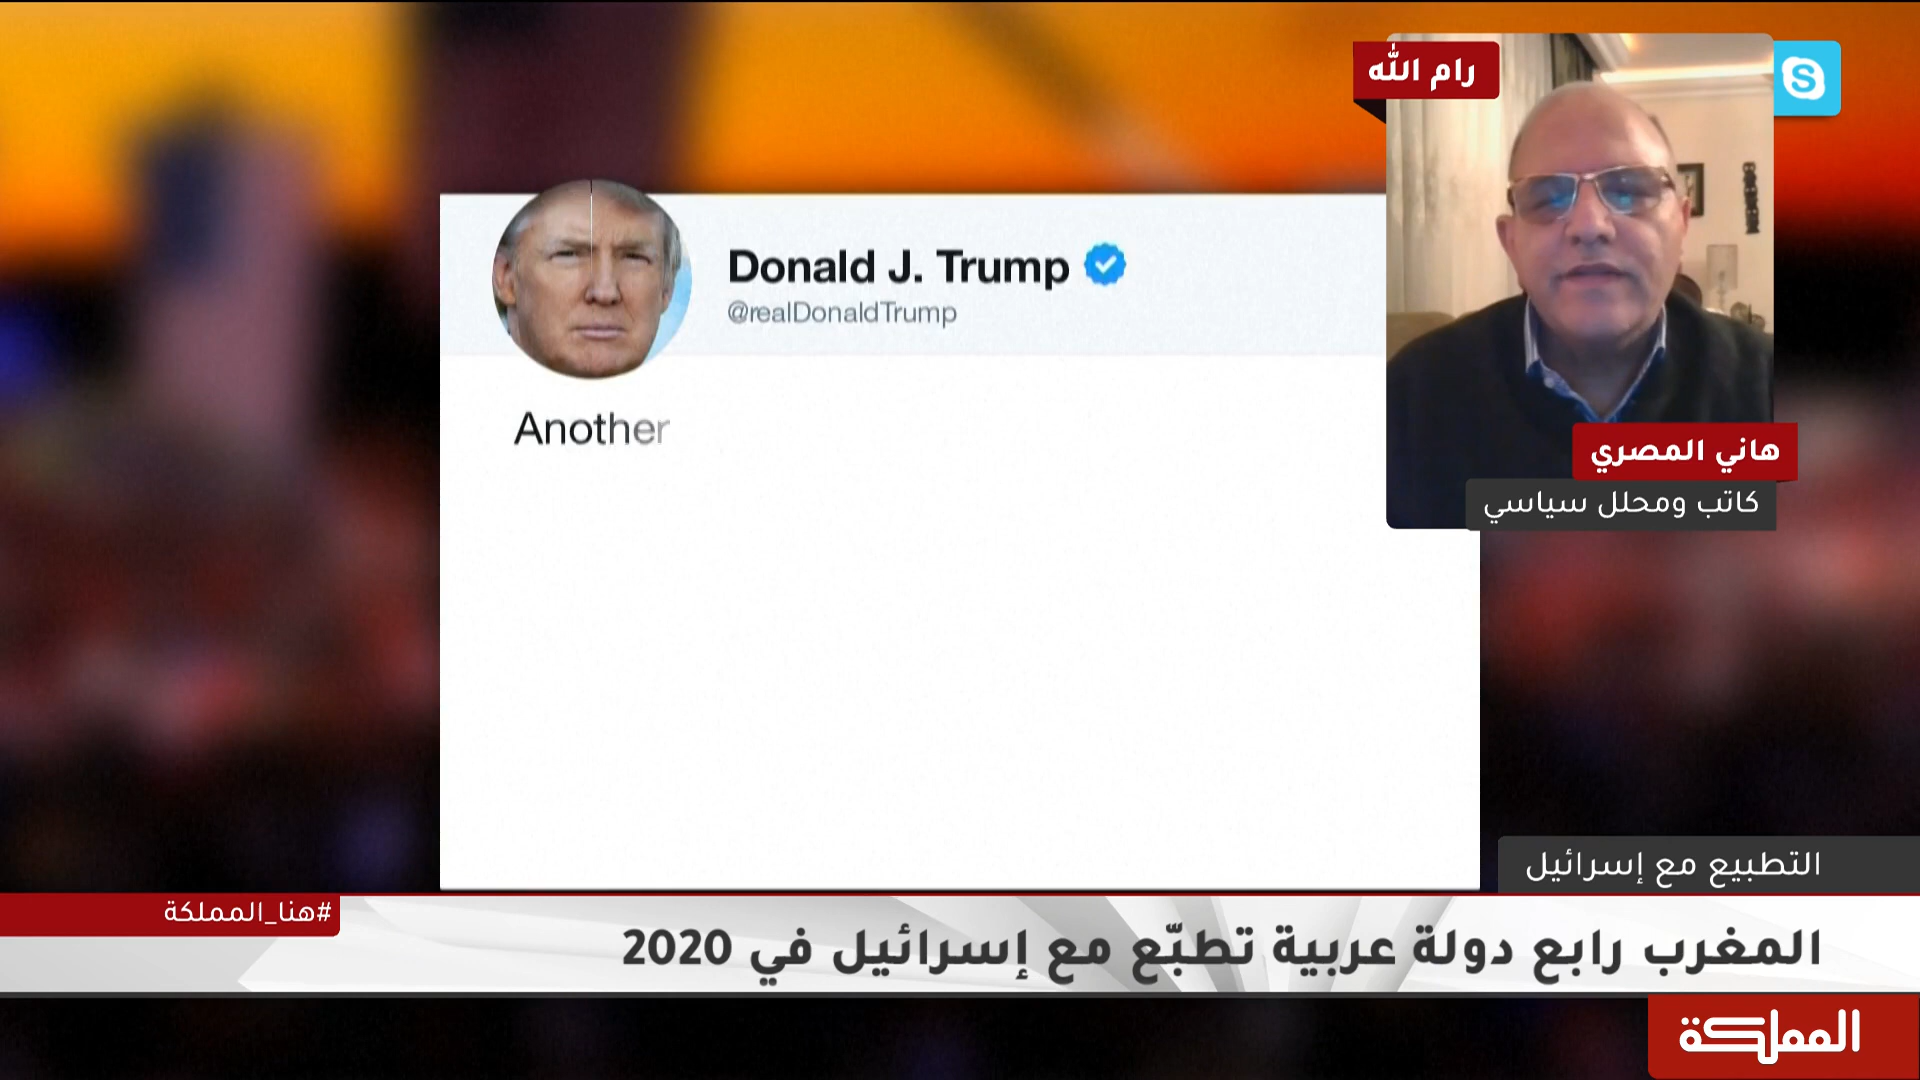 رام الله
Donald J. Trump
@realDonaldTrump
Another
هاني المصري
كاتب ومحلل سياسي
التطبيع مع إسرائيل
#هنا_المملكة
المغرب رابع دولة عربية تطبّع مع إسرائيل في 2020
المملكة